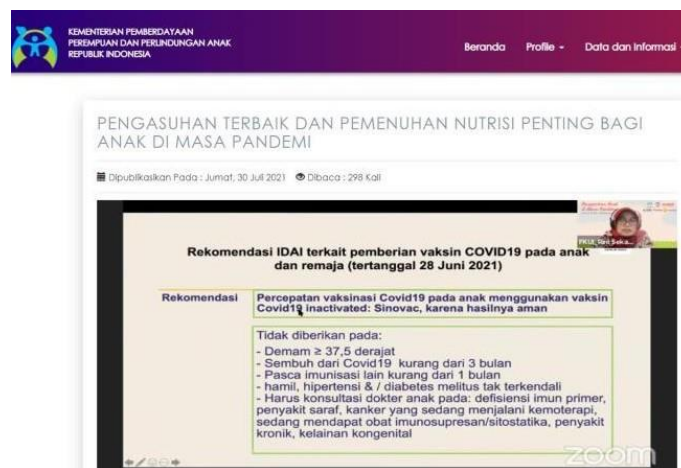 KEMENTERIAN PEMBERDAYAAN
PEREMPUAN DAN PERLINDUNGAN ANAK
REPUBLIK INDONESIA
Beranda Profile Data dan Informasi
PENGASUHAN TERBAIK DAN PEMENUHAN NUTRISI PENTING BAGI
ANAK DI MASA PANDEMI
Dipublikasikan Pada : Jumat, 30 Juli 2021 Dibaca : 298 Kali
Rekomendasi IDAI terkait pemberian vaksin COVID19 pada anak
dan remaja (tertanggal 28 Juni 2021)
Rekomendasi
Percepatan vaksinasi Covid19 pada anak menggunakan vaksin
Covid19 inactivated: Sinovac, karena hasilnya aman
Tidak diberikan pada:
- Demam ≥ 37,5 derajat
- Sembuh dari Covid19 kurang dari 3 bulan
- Pasca imunisasi lain kurang dari 1 bulan
- hamil, hipertensi & / diabetes melitus tak terkendali
- Harus konsultasi dokter anak pada: defisiensi imun primer,
penyakit saraf, kanker yang sedang menjalani kemoterapi,
sedang mendapat obat imunosupresan/sitostatika, penyakit
kronik, kelainan kongenital
zoom